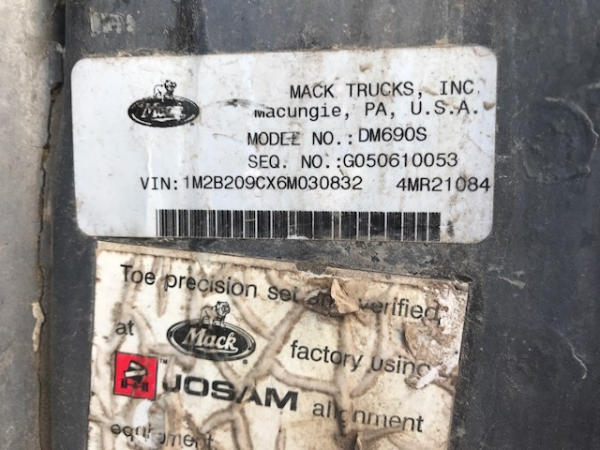 Mack
MACK TRUCKS, INC
Macungie, PA, U.S.A.
MODEL NO.: DM690S
SEQ. NO.:G050610053
VIN: 1M2B209CX6M030832 4MR21084
Toe precision set and verified
at Mack factory using
JOSAM alignment
equipment